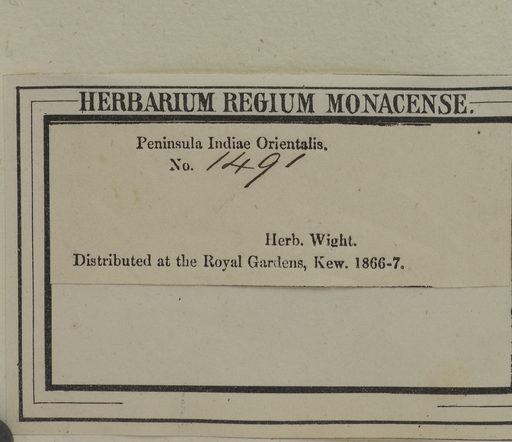 HERBARIUM REGIUM MONACENSE.
Peninsula Indiae Orientalis.
No. 1491
Herb. Wight.
Distributed at the Royal Gardens, Kew. 1866-7.